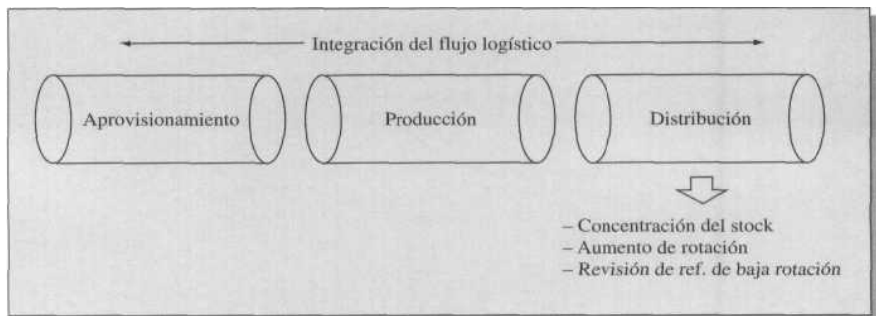 Integración del flujo logístico
Aprovisionamiento
Producción
Distribución
– Concentración del stock
– Aumento de rotación
– Revisión de ref. de baja rotación